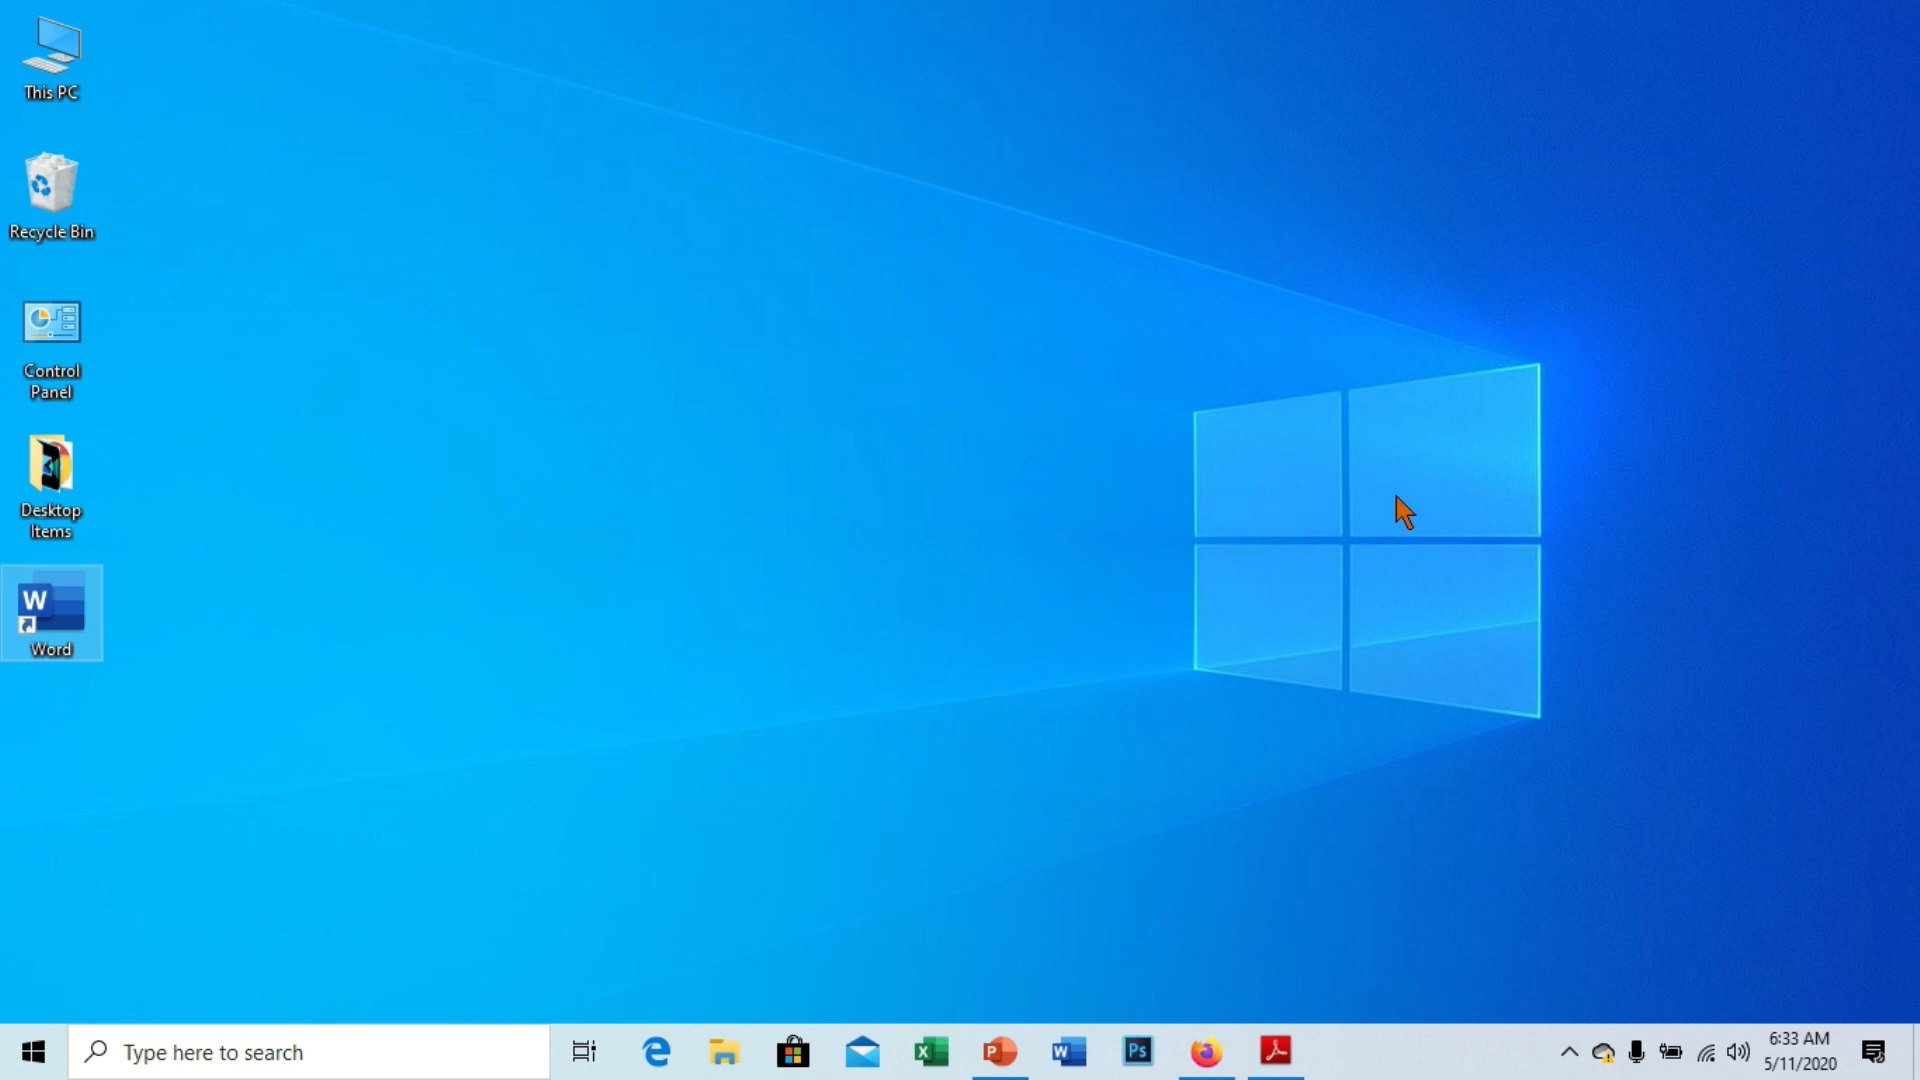 This PC
Recycle Bin
Control
Panel
Desktop
Items
W
Word
Type here to search
X
P
W
Ps
6:33 AM
5/11/2020